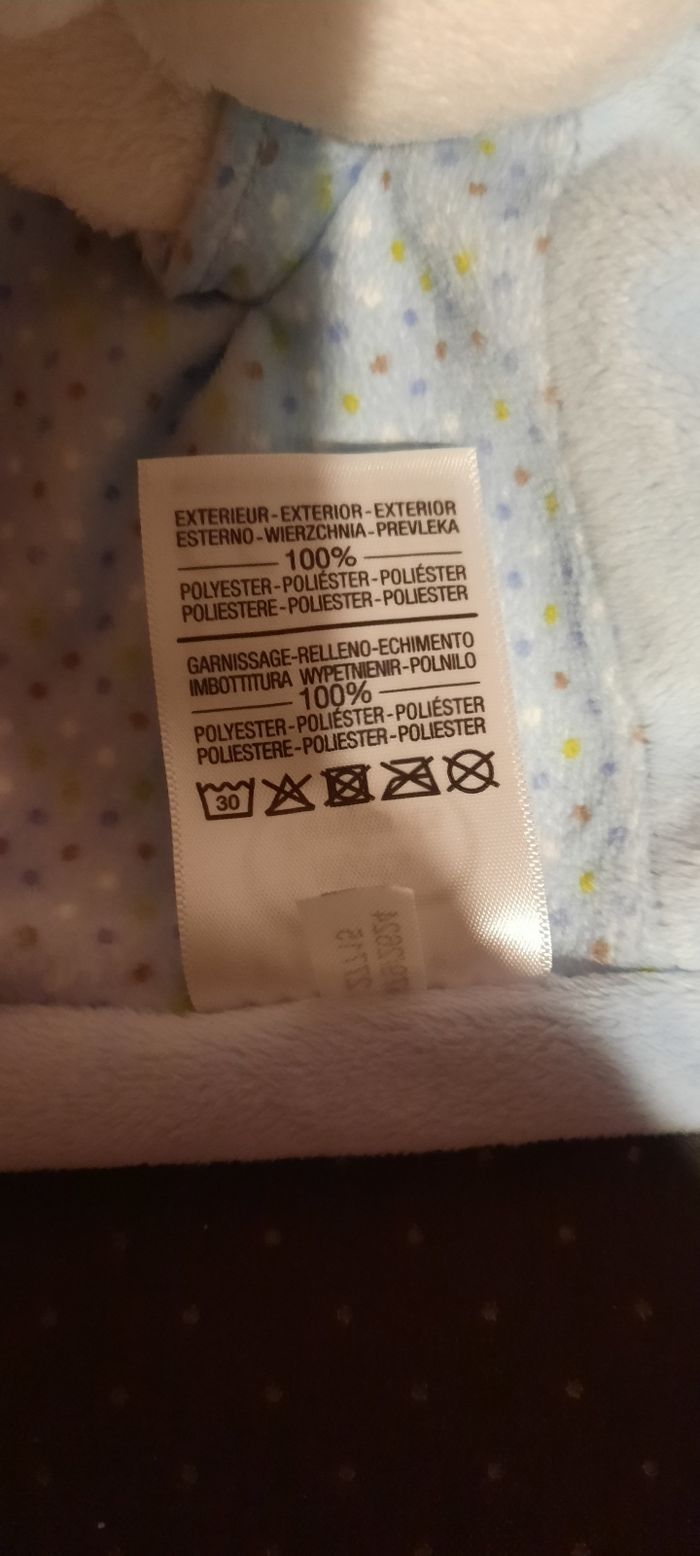 EXTERIEUR-EXTERIOR-EXTERIOR
ESTERNO-WIERZCHNIA-PREVLEKA
100%
POLYESTER-POLIÉSTER-POLIÉSTER
POLIESTERE-POLIESTER-POLIESTER
GARNISSAGE-RELLENO-ECHIMENTO
IMBOTTITURA WYPETNIENIR-POLNILO
100%
POLYESTER-POLIÉSTER-POLIÉSTER
POLIESTERE-POLIESTER-POLIESTER
30